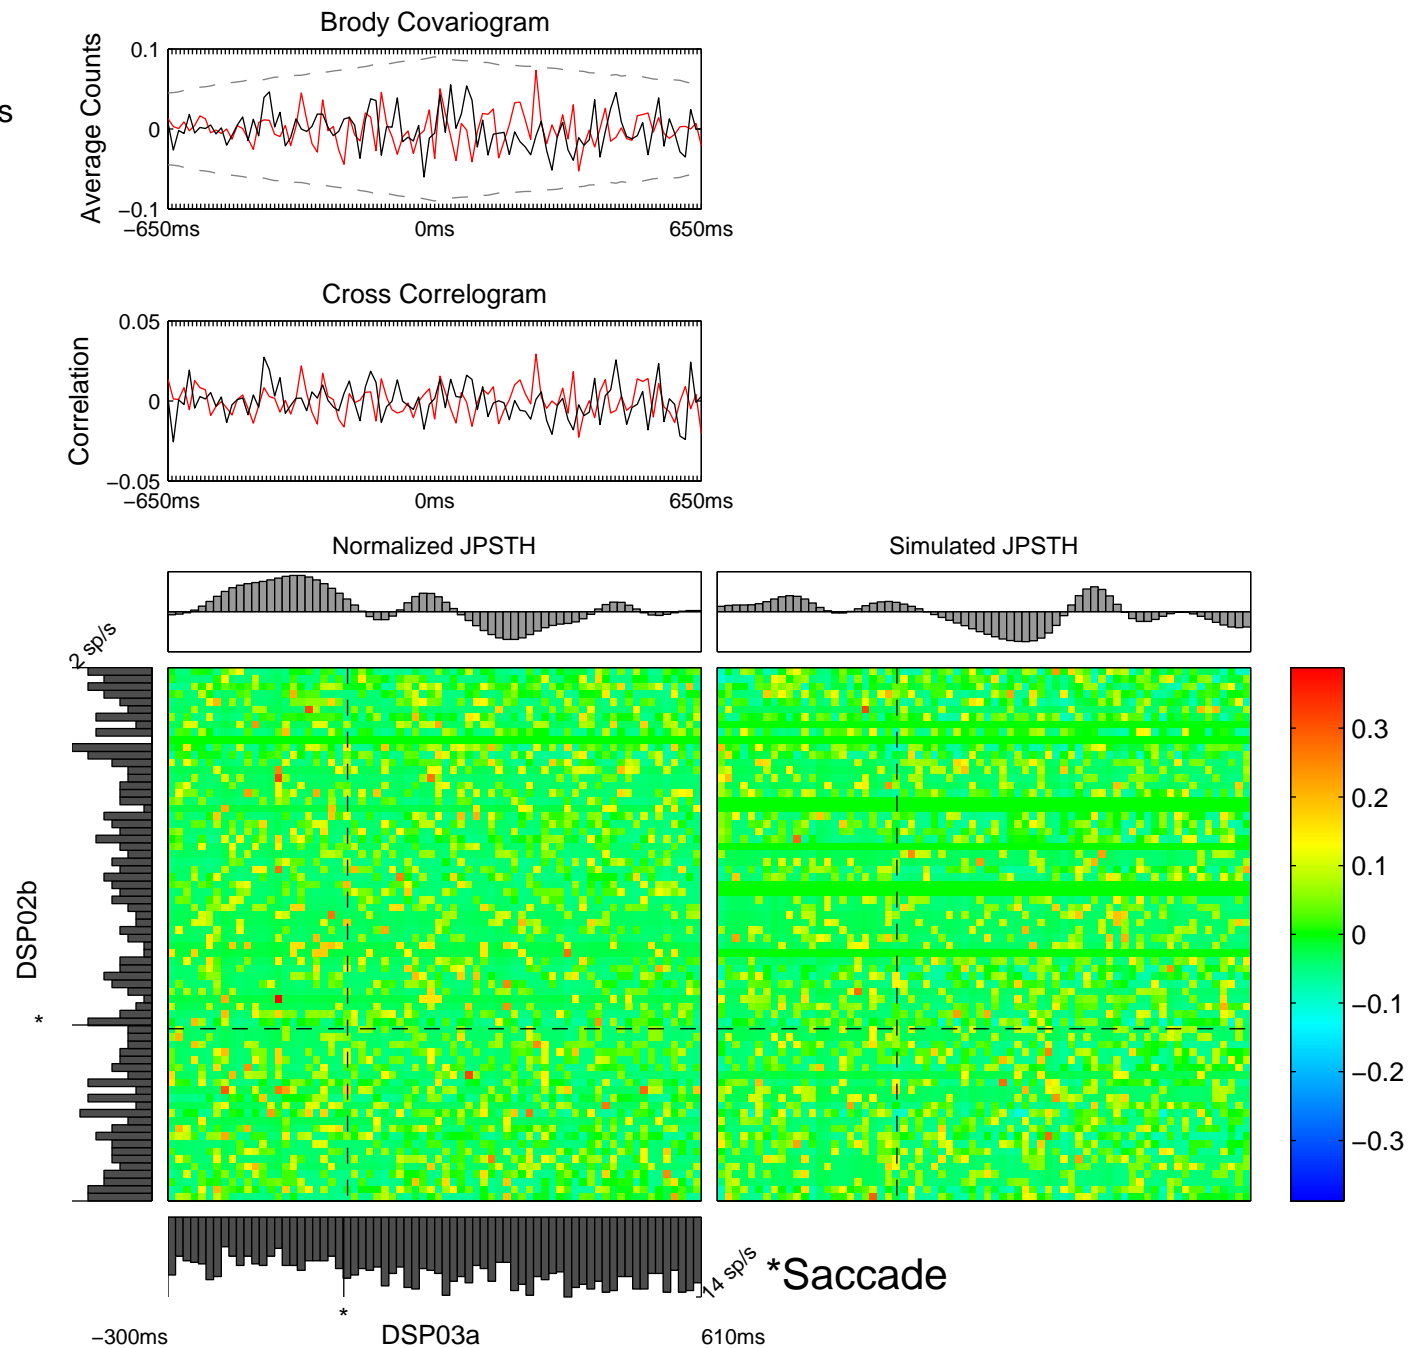 Brody Covariogram
s
Average Counts
0.1
0
−0.1
−650ms
0ms
650ms
Cross Correlogram
Correlation
0.05
0
−0.05
−650ms
0ms
650ms
Normalized JPSTH
Simulated JPSTH
2 sp/s
DSP02b
*
0.3
0.2
0.1
0
−0.1
−0.2
−0.3
14 sp/s
*Saccade
*
−300ms
DSP03a
610ms